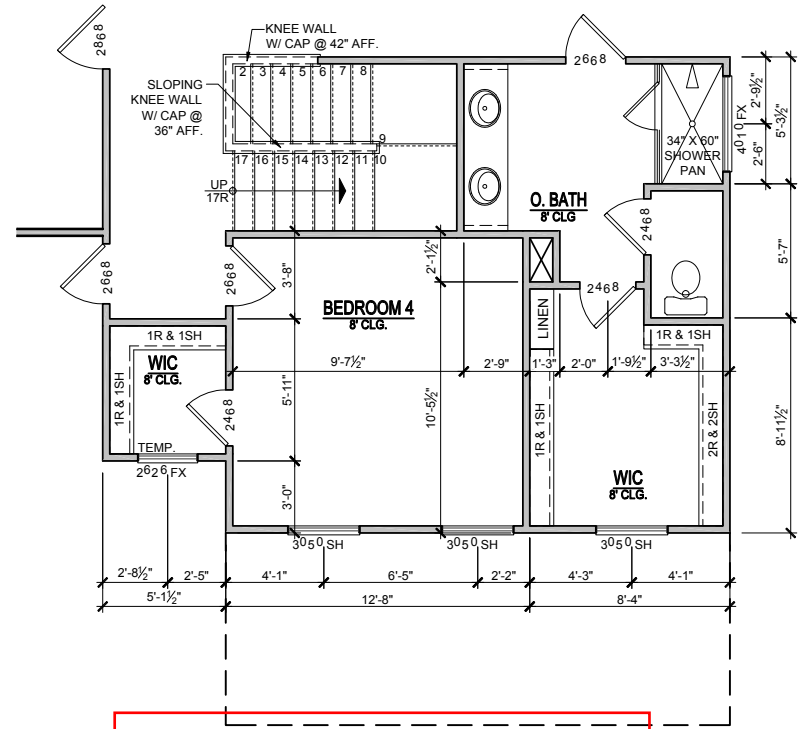 KNEE WALL
W/ CAP @ 42" AFF.
2868
2668
SLOPING
KNEE WALL
W/ CAP @
36" AFF.
2 3 4 5 6 7 8
9
17 16 15 14 13 12 11 10
UP
17R
34" X 60"
SHOWER
PAN
4010 FX
2'-9½"
2'-6"
5'-3½"
O. BATH
8' CLG
2468
5'-7"
2668
2668
3'-8"
2'-1½"
BEDROOM 4
8' CLG.
2468
LINEN
1R & 1SH
WIC
8' CLG.
1R & 1SH
1R & 1SH
9'-7½"
2'-9"
1'-3"
2'-0"
1'-9½"
3'-3½"
5'-11"
10'-5½"
2468
1R & 1SH
2R & 2SH
8'-11½"
TEMP.
2626 FX
WIC
8' CLG.
3'-0"
3050 SH
3050 SH
3050 SH
2'-8½"
2'-5"
4'-1"
6'-5"
2'-2"
4'-3"
4'-1"
5'-1½"
12'-8"
8'-4"